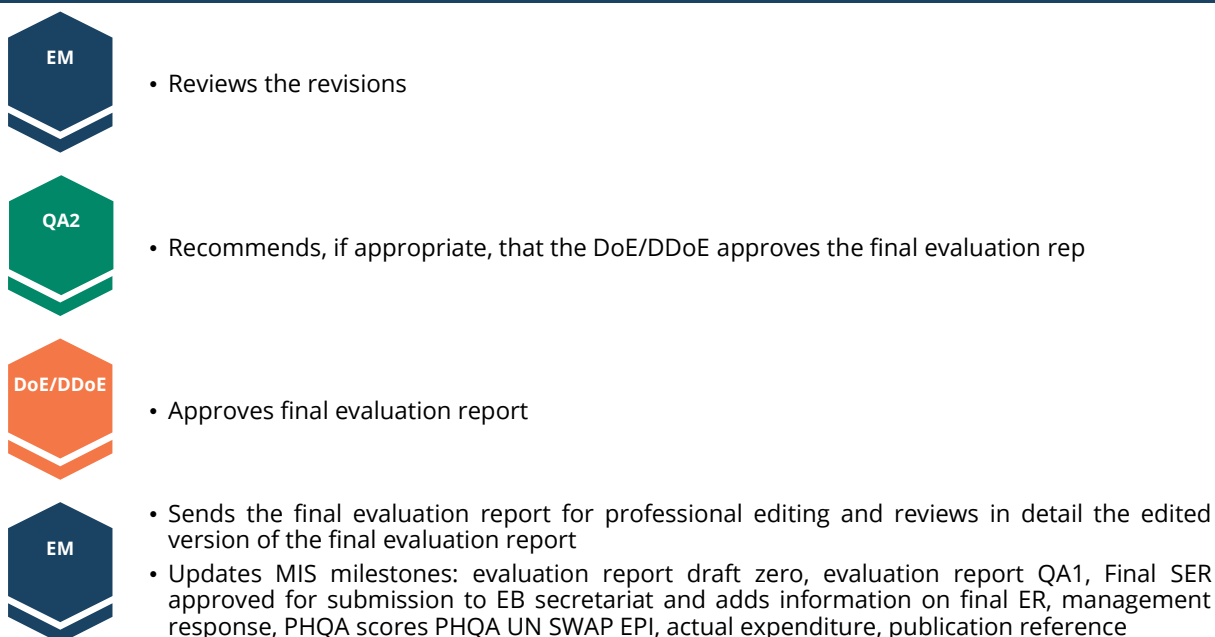 EM
• Reviews the revisions
QA2
• Recommends, if appropriate, that the DoE/DDoE approves the final evaluation rep
DoE/DDoE
• Approves final evaluation report
EM
• Sends the final evaluation report for professional editing and reviews in detail the edited
version of the final evaluation report
• Updates MIS milestones: evaluation report draft zero, evaluation report QA1, Final SER
approved for submission to EB secretariat and adds information on final ER, management
response, PHQA scores PHQA UN SWAP EPI, actual expenditure, publication reference